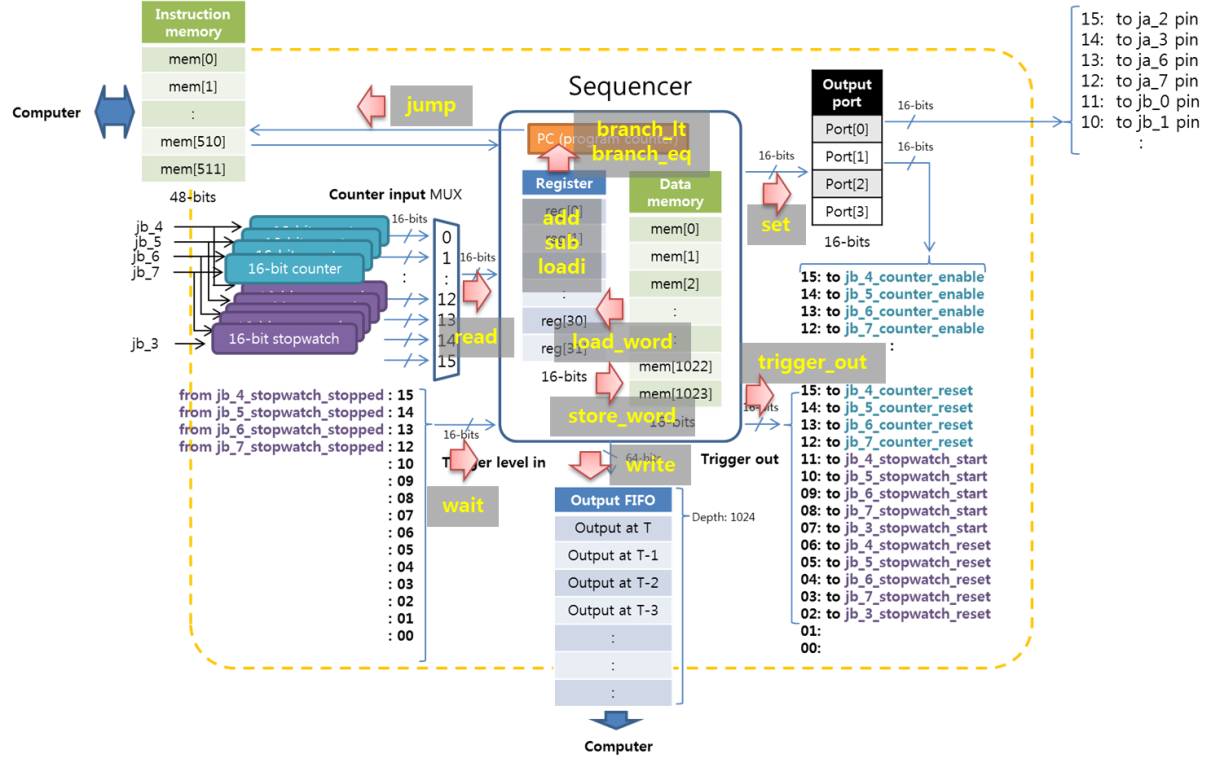 Instruction
memory
mem[0]
mem[1]
:
mem[510]
mem[511]
48-bits
Computer
jump
Sequencer
PC (program counter)
branch_lt
branch_eq
Register
reg[0]
reg[1]
add
sub
loadi
:
reg[30]
reg[31]
16-bits
Data
memory
mem[0]
mem[1]
mem[2]
:
:
mem[1022]
mem[1023]
16-bits
load_word
store_word
16-bits
set
Output
port
Port[0]
Port[1]
Port[2]
Port[3]
16-bits
16-bits
16-bits
15: to ja_2 pin
14: to ja_3 pin
13: to ja_6 pin
12: to ja_7 pin
11: to jb_0 pin
10: to jb_1 pin
:
Counter input MUX
jb_4
jb_5
jb_6
jb_7
16-bit counter
16-bit stopwatch
jb_3
16-bits
:
0
1
:
12
13
14
15
16-bits
read
15: to jb_4_counter_enable
14: to jb_5_counter_enable
13: to jb_6_counter_enable
12: to jb_7_counter_enable
:
from jb_4_stopwatch_stopped : 15
from jb_5_stopwatch_stopped : 14
from jb_6_stopwatch_stopped : 13
from jb_7_stopwatch_stopped : 12
: 10
: 09
: 08
: 07
: 06
: 05
: 04
: 03
: 02
: 01
: 00
16-bits
Trigger level in
wait
64-bits
write
Output FIFO
Output at T
Output at T-1
Output at T-2
Output at T-3
:
:
:
Depth: 1024
Computer
trigger_out
16-bits
Trigger out
15: to jb_4_counter_reset
14: to jb_5_counter_reset
13: to jb_6_counter_reset
12: to jb_7_counter_reset
11: to jb_4_stopwatch_start
10: to jb_5_stopwatch_start
09: to jb_6_stopwatch_start
08: to jb_7_stopwatch_start
07: to jb_3_stopwatch_start
06: to jb_4_stopwatch_reset
05: to jb_5_stopwatch_reset
04: to jb_6_stopwatch_reset
03: to jb_7_stopwatch_reset
02: to jb_3_stopwatch_reset
01:
00: